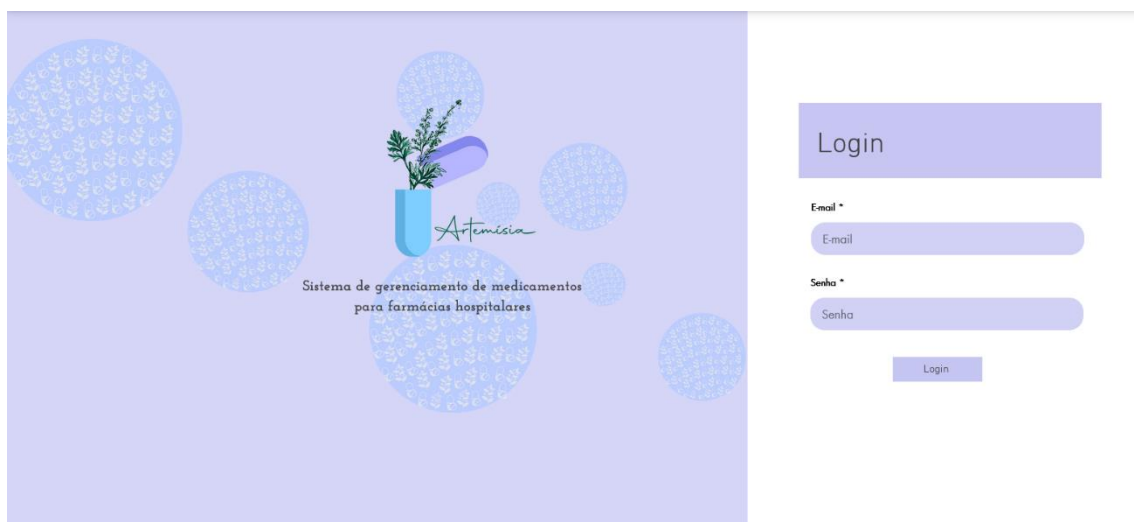 Artemísia
Sistema de gerenciamento de medicamentos
para farmácias hospitalares
Login
E-mail *
E-mail
Senha *
Senha
Login